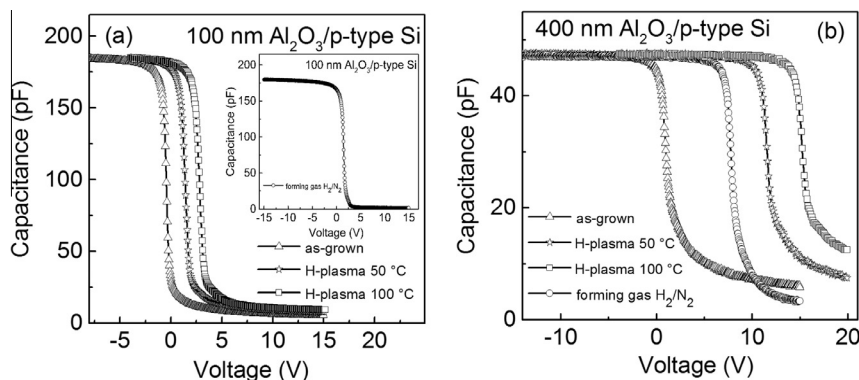 (a) 100 nm Al₂O₃/p-type Si
200
150
100
50
0
Capacitance (pF)
-5 0 5 10 15 20
Voltage (V)
as-grown
H-plasma 50 °C
H-plasma 100 °C
100 nm Al₂O₃/p-type Si
200
150
100
50
0
Capacitance (pF)
forming gas H₂/N₂
-15 -10 -5 0 5 10 15
Voltage (V)
400 nm Al₂O₃/p-type Si
(b)
40
20
0
Capacitance (pF)
as-grown
H-plasma 50 °C
H-plasma 100 °C
forming gas H₂/N₂
-10 -5 0 5 10 15 20
Voltage (V)